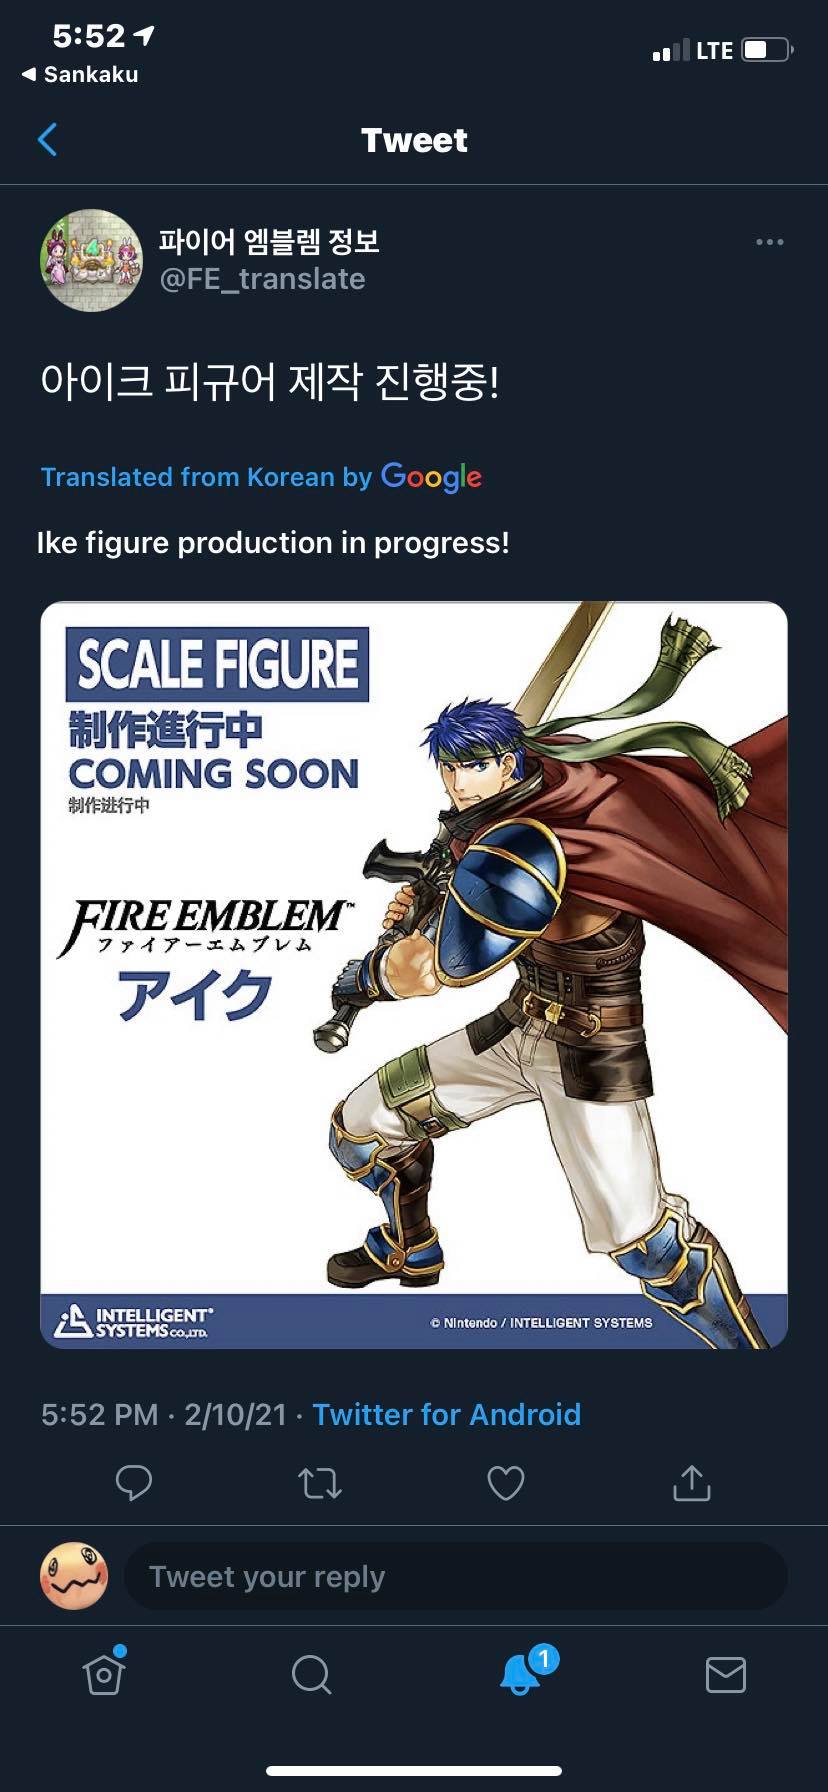 5:52
LTE
◀ Sankaku
Tweet
파이어 엠블렘 정보
@FE_translate
아이크 피규어 제작 진행중!
Translated from Korean by Google
Ike figure production in progress!
SCALE FIGURE
制作進行中
COMING SOON
制作进行中
FIRE EMBLEM™
ファイアーエムブレム
アイク
INTELLIGENT®
SYSTEMS CO.,LTD.
© Nintendo / INTELLIGENT SYSTEMS
5:52 PM · 2/10/21 · Twitter for Android
Tweet your reply
1